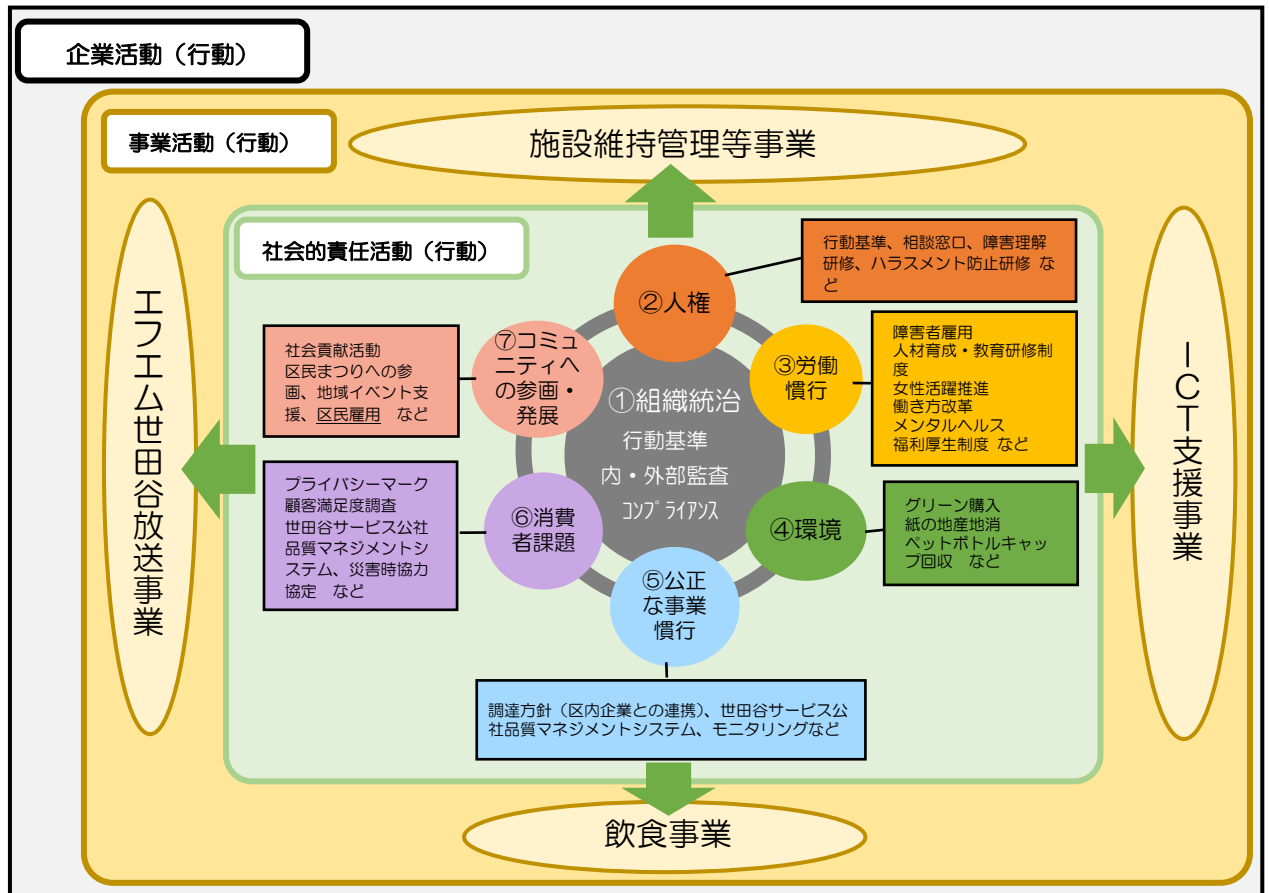 企業活動（行動）
事業活動（行動）
施設維持管理等事業
社会的責任活動（行動）
エフエム世田谷放送事業
ＩＣＴ支援事業
飲食事業
①組織統治
行動基準
内・外部監査
ｺﾝﾌﾟﾗｲｱﾝｽ
②人権
行動基準、相談窓口、障害理解
研修、ハラスメント防止研修 な
ど
③労働
慣行
障害者雇用
人材育成・教育研修制
度
女性活躍推進
働き方改革
メンタルヘルス
福利厚生制度 など
④環境
グリーン購入
紙の地産地消
ペットボトルキャッ
プ回収　など
⑤公正
な事業
慣行
調達方針（区内企業との連携）、世田谷サービス公
社品質マネジメントシステム、モニタリングなど
⑥消費
者課題
プライバシーマーク
顧客満足度調査
世田谷サービス公社
品質マネジメントシ
ステム、災害時協力
協定　など
⑦コミュ
ニティへ
の参画・
発展
社会貢献活動
区民まつりへの参
画、地域イベント支
援、区民雇用　など